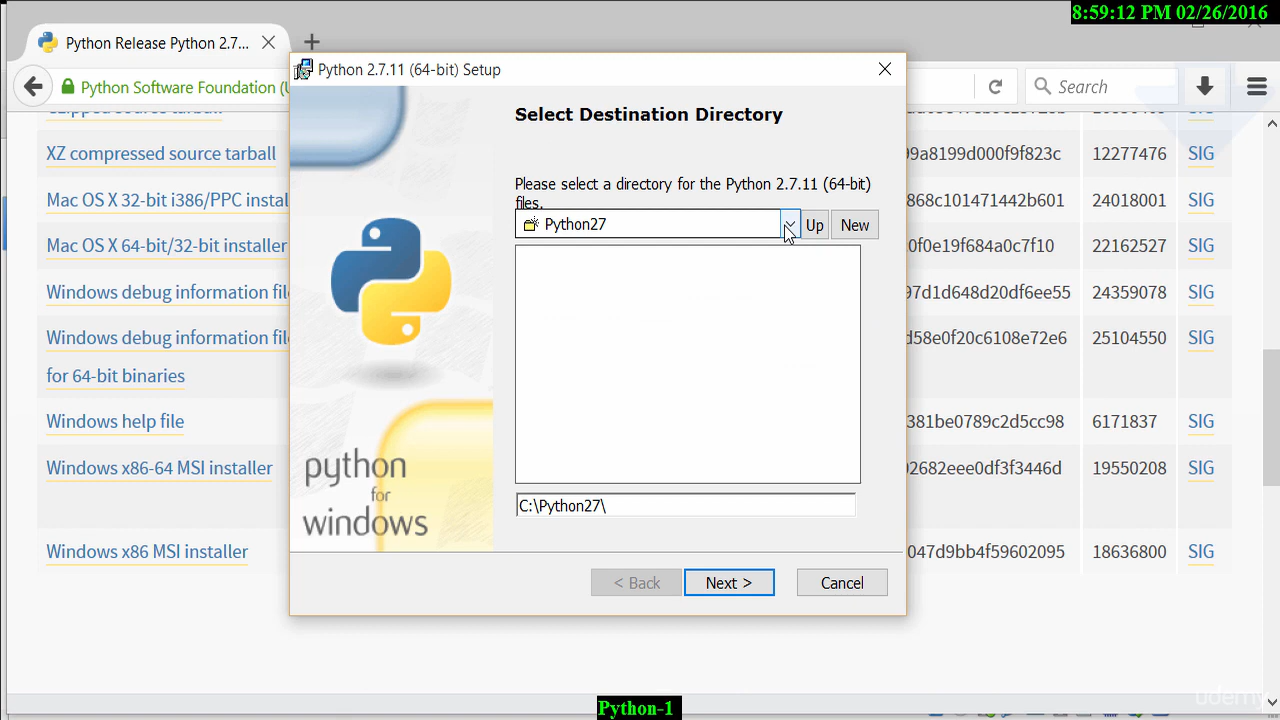 8:59:12 PM 02/26/2016
Python Release Python 2.7...
Python 2.7.11 (64-bit) Setup
Python Software Foundation (
Search
Select Destination Directory
Please select a directory for the Python 2.7.11 (64-bit)
files.
Python27
Up
New
C:\Python27\
python
for
windows
< Back
Next >
Cancel
XZ compressed source tarball
99a8199d000f9f823c
12277476
SIG
Mac OS X 32-bit i386/PPC instal
868c101471442b601
24018001
SIG
Mac OS X 64-bit/32-bit installer
0f0e19f684a0c7f10
22162527
SIG
Windows debug information fil
97d1d648d20df6ee55
24359078
SIG
Windows debug information fil
for 64-bit binaries
d58e0f20c6108e72e6
25104550
SIG
Windows help file
381be0789c2d5cc98
6171837
SIG
Windows x86-64 MSI installer
02682eee0df3f3446d
19550208
SIG
Windows x86 MSI installer
047d9bb4f59602095
18636800
SIG
Python-1
udemy